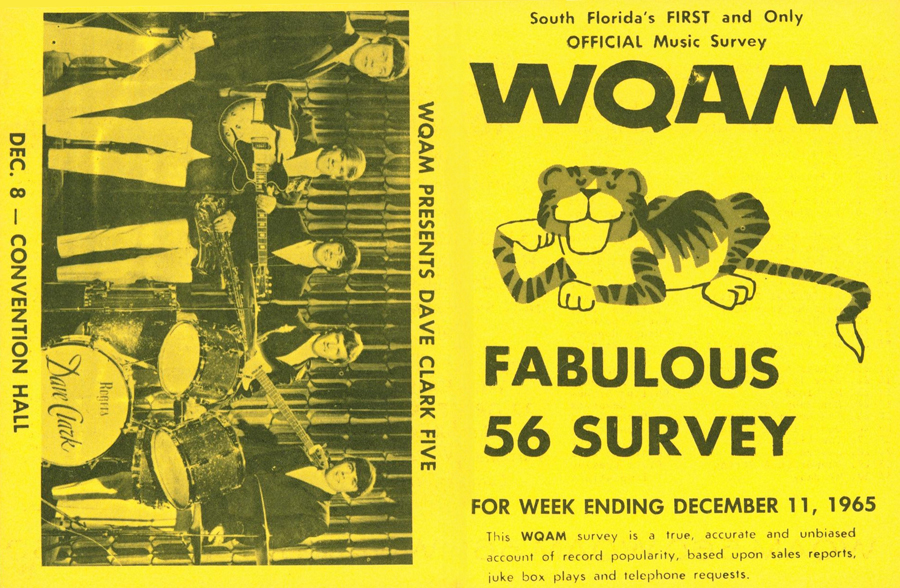 WQAM PRESENTS DAVE CLARK FIVE
Rogers
Dave Clark
DEC. 8 — CONVENTION HALL
South Florida's FIRST and Only
OFFICIAL Music Survey
WQAM
FABULOUS
56 SURVEY
FOR WEEK ENDING DECEMBER 11, 1965
This WQAM survey is a true, accurate and unbiased
account of record popularity, based upon sales reports,
juke box plays and telephone requests.